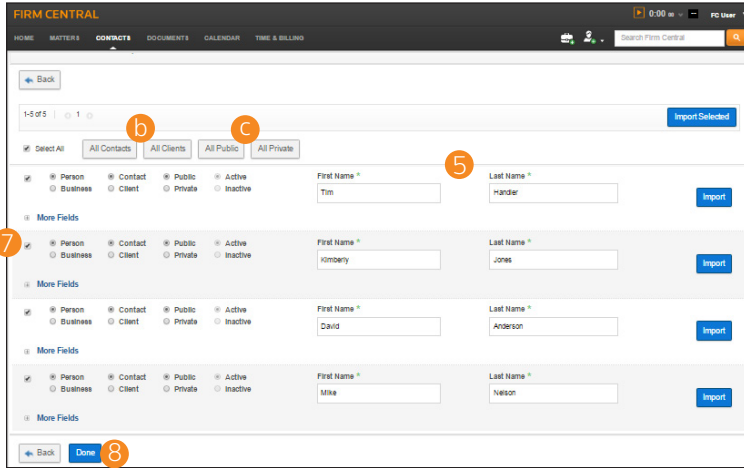 FIRM CENTRAL 0:00 FC User
HOME MATTERS CONTACTS DOCUMENTS CALENDAR TIME & BILLING Search Firm Central
Back
1-5 of 5 1 Import Selected
b c
Select All All Contacts All Clients All Public All Private
5
Person Contact Public Active First Name * Last Name *
Business Client Private Inactive Tim Handler Import
More Fields
7
Person Contact Public Active First Name * Last Name *
Business Client Private Inactive Kimberly Jones Import
More Fields
Person Contact Public Active First Name * Last Name *
Business Client Private Inactive David Anderson Import
More Fields
Person Contact Public Active First Name * Last Name *
Business Client Private Inactive Mike Nelson Import
More Fields
Back Done 8